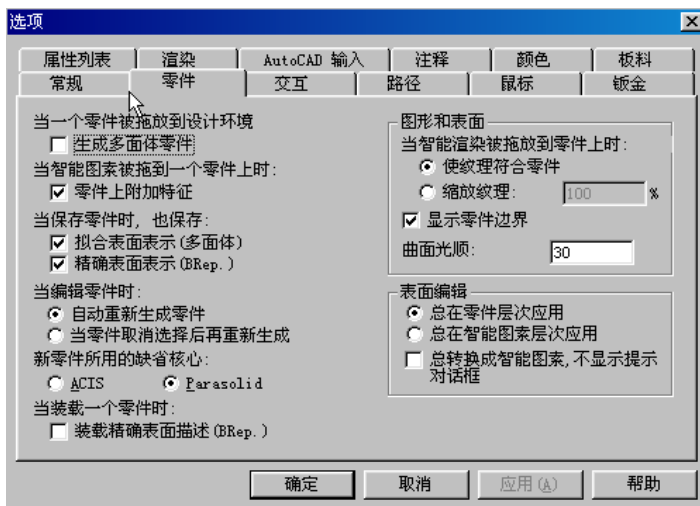 选项
属性列表 渲染 AutoCAD 输入 注释 颜色 板料
常规 零件 交互 路径 鼠标 钣金
当一个零件被拖放到设计环境
生成多面体零件
当智能图素被拖到一个零件上时:
零件上附加特征
当保存零件时, 也保存:
拟合表面表示(多面体)
精确表面表示(BRep.)
当编辑零件时:
自动重新生成零件
当零件取消选择后再重新生成
新零件所用的缺省核心:
ACIS Parasolid
当装载一个零件时:
装载精确表面描述(BRep.)
图形和表面
当智能渲染被拖放到零件上时:
使纹理符合零件
缩放纹理: 100 %
显示零件边界
曲面光顺: 30
表面编辑
总在零件层次应用
总在智能图素层次应用
总转换成智能图素,不显示提示
对话框
确定 取消 应用(A) 帮助